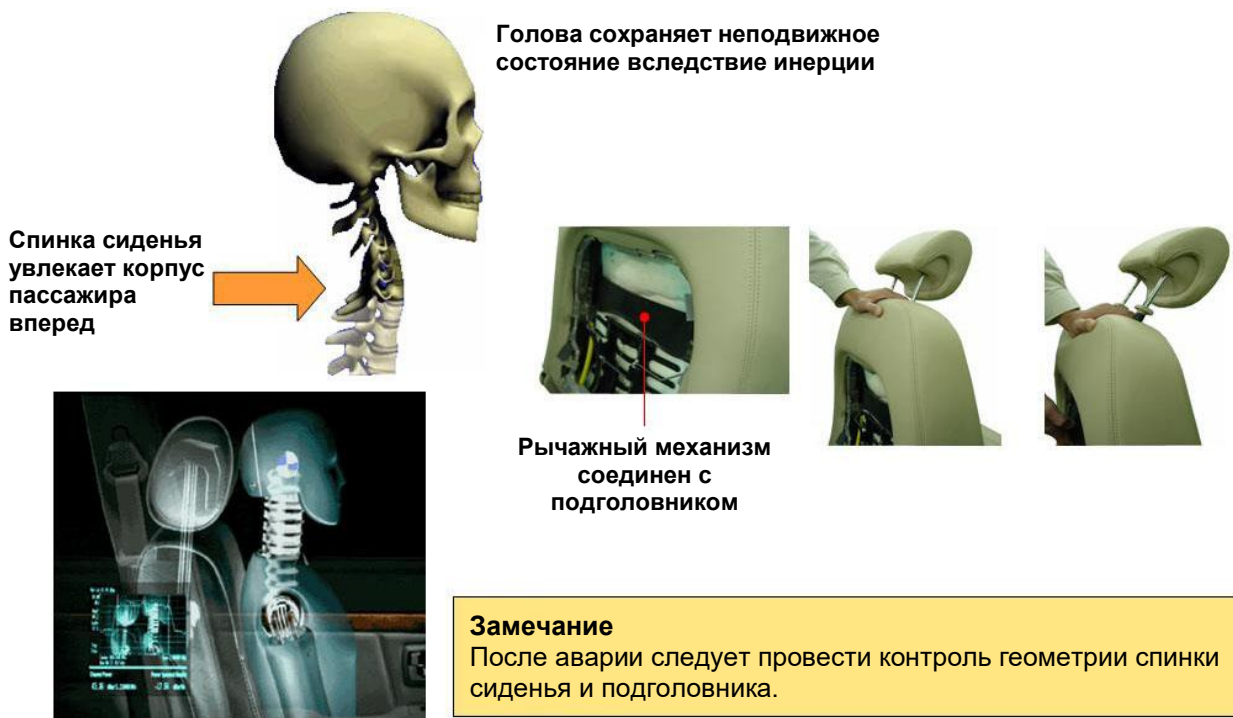 Голова сохраняет неподвижное
состояние вследствие инерции
Спинка сиденья
увлекает корпус
пассажира
вперед
Рычажный механизм
соединен с
подголовником
Замечание
После аварии следует провести контроль геометрии спинки
сиденья и подголовника.